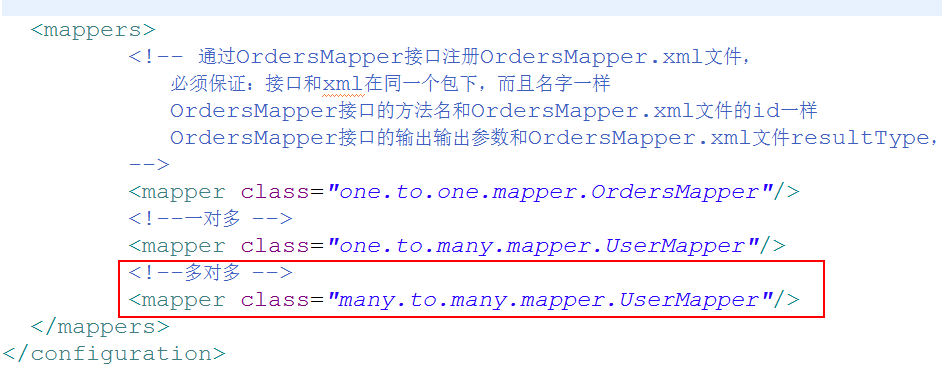 <mappers>
<!-- 通过OrdersMapper接口注册OrdersMapper.xml文件,
必须保证：接口和xml在同一个包下，而且名字一样
OrdersMapper接口的方法名和OrdersMapper.xml文件的id一样
OrdersMapper接口的输出输出参数和OrdersMapper.xml文件resultType,
-->
<mapper class="one.to.one.mapper.OrdersMapper"/>
<!--一对多 -->
<mapper class="one.to.many.mapper.UserMapper"/>
<!--多对多 -->
<mapper class="many.to.many.mapper.UserMapper"/>
</mappers>
</configuration>